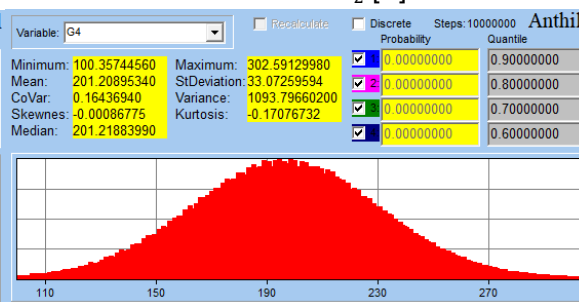 Variable: G4 Recalculate Discrete Steps:10000000 Anthil
Probability Quantile
Minimum: 100.35744560 Maximum: 302.59129980 1 0.00000000 0.90000000
Mean: 201.20895340 StDeviation: 33.07259594 2 0.00000000 0.80000000
CoVar: 0.16436940 Variance: 1093.79660200 3 0.00000000 0.70000000
Skewnes: -0.00086775 Kurtosis: -0.17076732 0.00000000 0.60000000
Median: 201.21883990
110 150 190 230 270